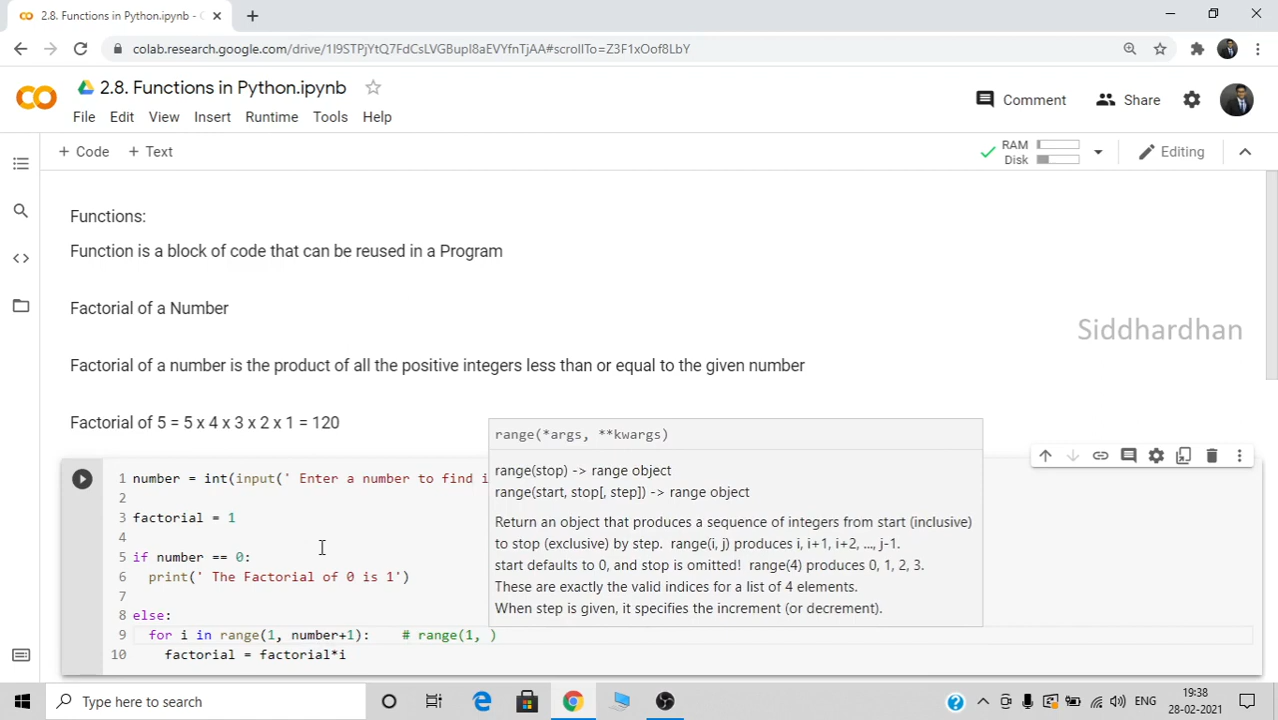 2.8. Functions in Python.ipynb - C
colab.research.google.com/drive/1I9STPjYtQ7FdCsLVGBupI8aEVYfnTjAA#scrollTo=Z3F1xOof8LbY
2.8. Functions in Python.ipynb
Comment Share
File Edit View Insert Runtime Tools Help
+ Code + Text
RAM
Disk
Editing
Functions:
Function is a block of code that can be reused in a Program
Factorial of a Number
Siddhardhan
Factorial of a number is the product of all the positive integers less than or equal to the given number
Factorial of 5 = 5 x 4 x 3 x 2 x 1 = 120
range(*args, **kwargs)
range(stop) -> range object
range(start, stop[, step]) -> range object
Return an object that produces a sequence of integers from start (inclusive)
to stop (exclusive) by step. range(i, j) produces i, i+1, i+2, ..., j-1.
start defaults to 0, and stop is omitted! range(4) produces 0, 1, 2, 3.
These are exactly the valid indices for a list of 4 elements.
When step is given, it specifies the increment (or decrement).
1 number = int(input(' Enter a number to find i
2
3 factorial = 1
4
5 if number == 0:
6 print(' The Factorial of 0 is 1')
7
8 else:
9 for i in range(1, number+1): # range(1, )
10 factorial = factorial*i
Type here to search
ENG
19:38
28-02-2021